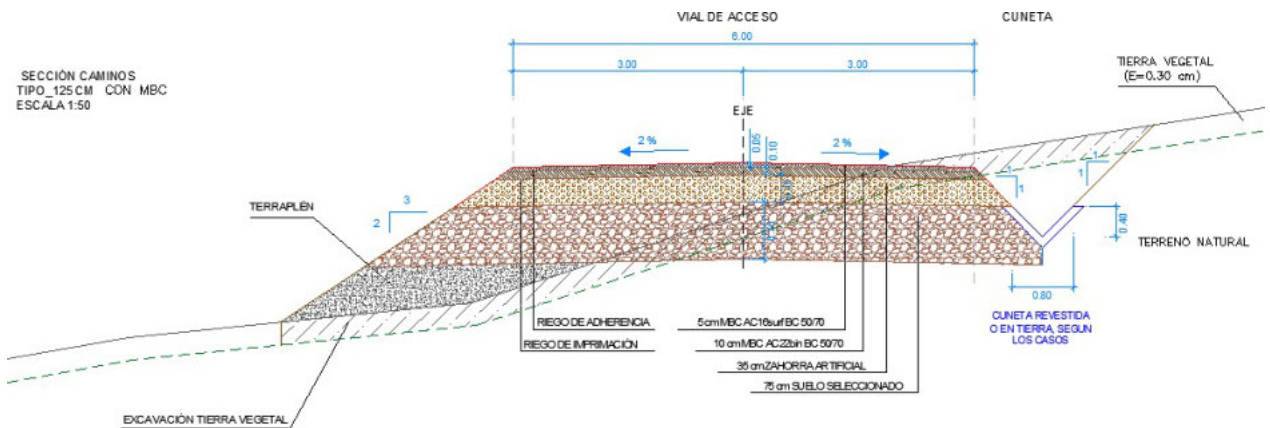 VIAL DE ACCESO
CUNETA
6.00
3.00
3.00
SECCIÓN CAMINOS
TIPO_125CM CON MBC
ESCALA 1:50
TIERRA VEGETAL
(E=0.30 cm)
EJE
2%
2%
0.05
0.10
1
1
1
1
3
2
TERRAPLÉN
0.40
TERRENO NATURAL
0.80
RIEGO DE ADHERENCIA
5 cm MBC AC16surf BC 50/70
CUNETA REVESTIDA
O EN TIERRA, SEGUN
LOS CASOS
RIEGO DE IMPRIMACIÓN
10 cm MBC AC22bin BC 50/70
35 cm ZAHORRA ARTIFICIAL
75 cm SUELO SELECCIONADO
EXCAVACIÓN TIERRA VEGETAL